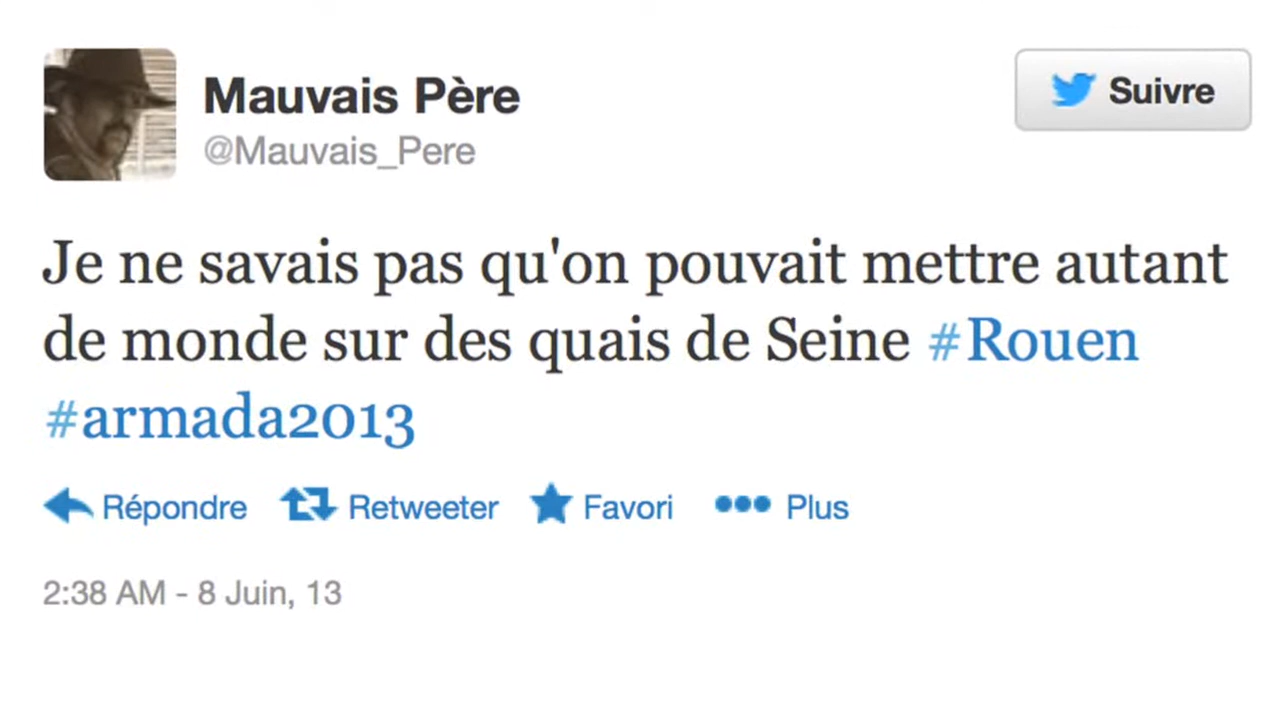 Mauvais Père
@Mauvais_Pere
Suivre
Je ne savais pas qu'on pouvait mettre autant
de monde sur des quais de Seine #Rouen
#armada2013
Répondre Retweeter Favori Plus
2:38 AM - 8 Juin, 13